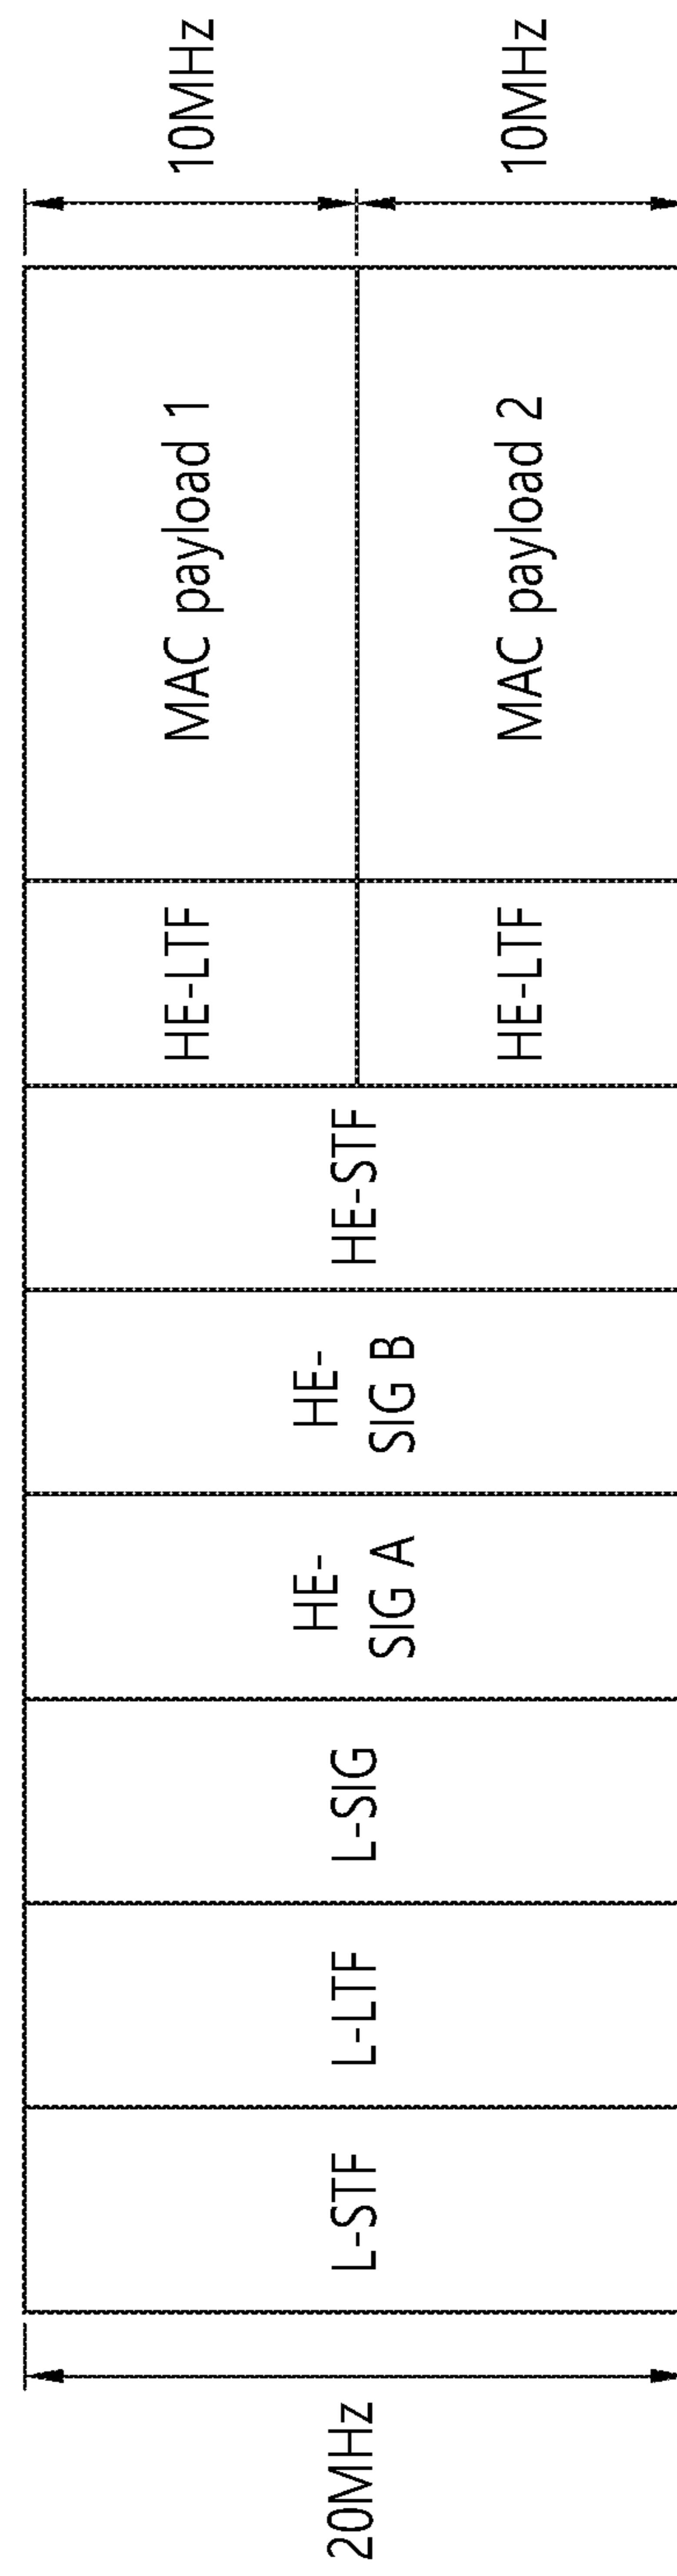 20MHz
L-STF
L-LTF
L-SIG
HE-
SIG A
HE-
SIG B
HE-STF
HE-LTF
MAC payload 1
10MHz
HE-LTF
MAC payload 2
10MHz